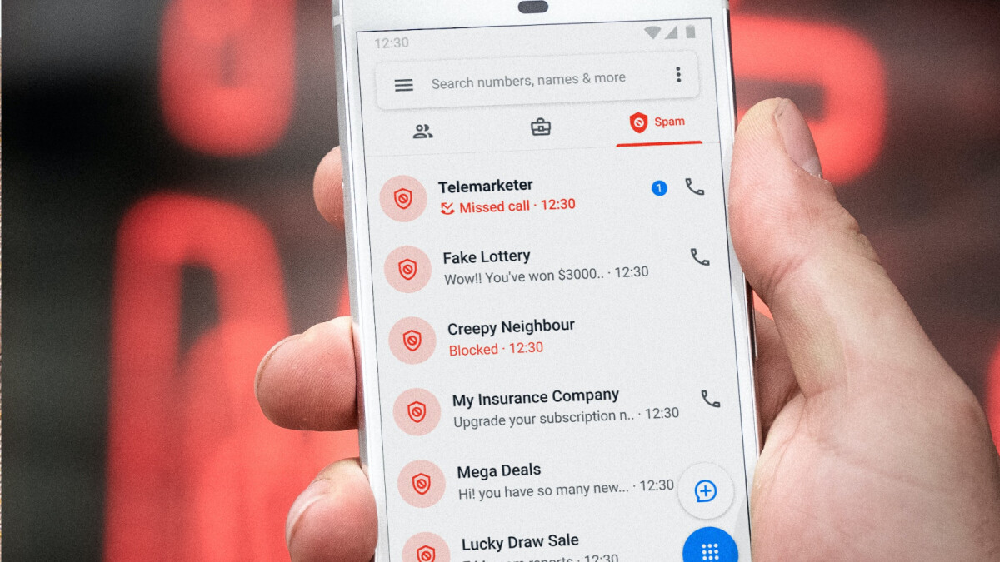 12:30
Search numbers, names & more
Spam
Telemarketer
1
Missed call · 12:30
Fake Lottery
Wow!! You've won $3000.. · 12:30
Creepy Neighbour
Blocked · 12:30
My Insurance Company
Upgrade your subscription n.. · 12:30
Mega Deals
Hi! you have so many new... · 12:30
Lucky Draw Sale
12:30